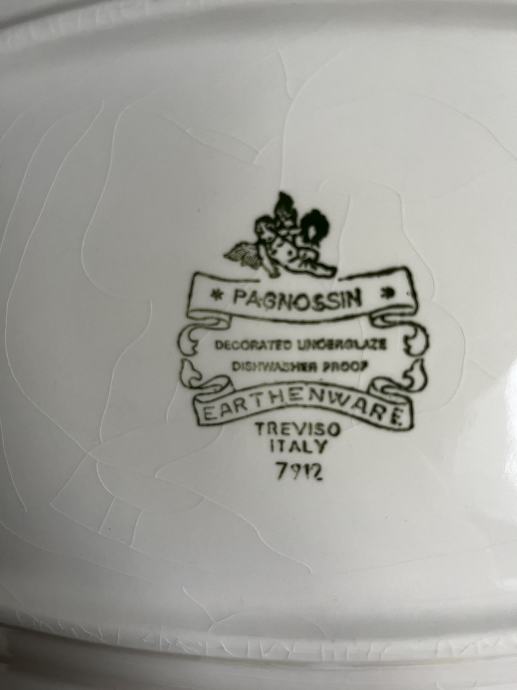 * PAGNOSSIN *
DECORATED UNDERGLAZE
DISHWASHER PROOF
EARTHENWARE
TREVISO
ITALY
7912